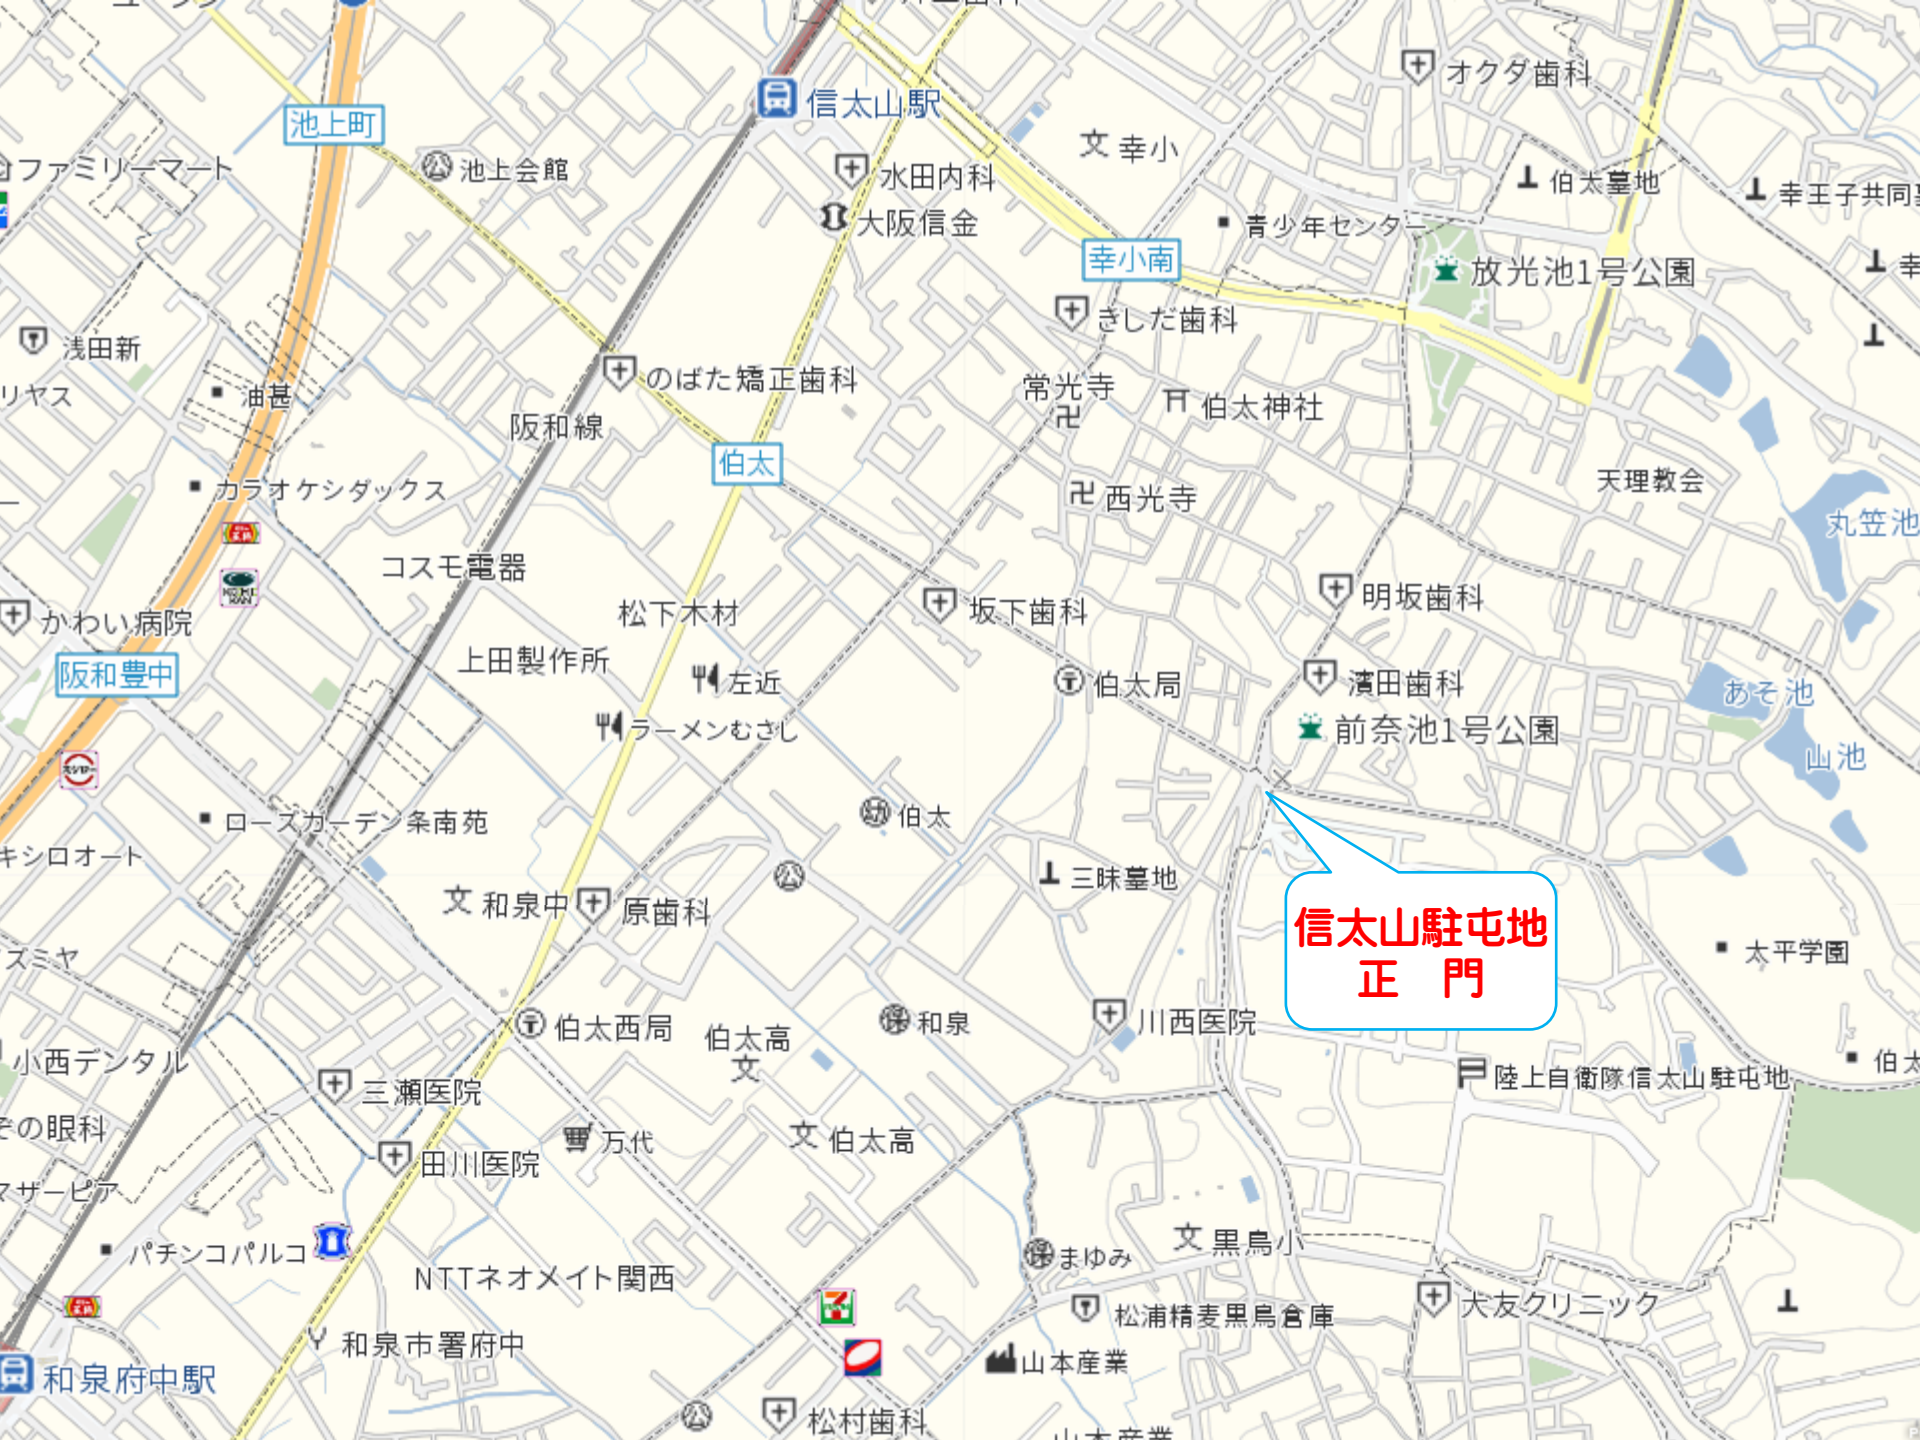 オクダ歯科
信太山駅
池上町
幸小
ファミリーマート
池上会館
水田内科
伯太墓地
幸王子共同墓
大阪信金
青少年センター
幸小南
放光池1号公園
幸
きしだ歯科
浅田新
のばた矯正歯科
常光寺
リヤス
油甚
伯太神社
阪和線
伯太
天理教会
カラオケシダックス
西光寺
丸笠池
コスモ電器
明坂歯科
松下木材
坂下歯科
かわい病院
上田製作所
阪和豊中
左近
伯太局
濱田歯科
あそ池
ラーメンむさし
前奈池1号公園
山池
スシロー
伯太
ローズガーデン条南苑
キシロオート
三昧墓地
和泉中
原歯科
信太山駐屯地
正 門
太平学園
ズミヤ
伯太西局
伯太高
和泉
川西医院
小西デンタル
陸上自衛隊信太山駐屯地
伯太
三瀬医院
ぞの眼科
万代
伯太高
田川医院
マザーピア
パチンコパルコ
黒鳥小
まゆみ
NTTネオメイト関西
大友クリニック
松浦精麦黒鳥倉庫
和泉市署府中
山本産業
和泉府中駅
松村歯科
山本産業